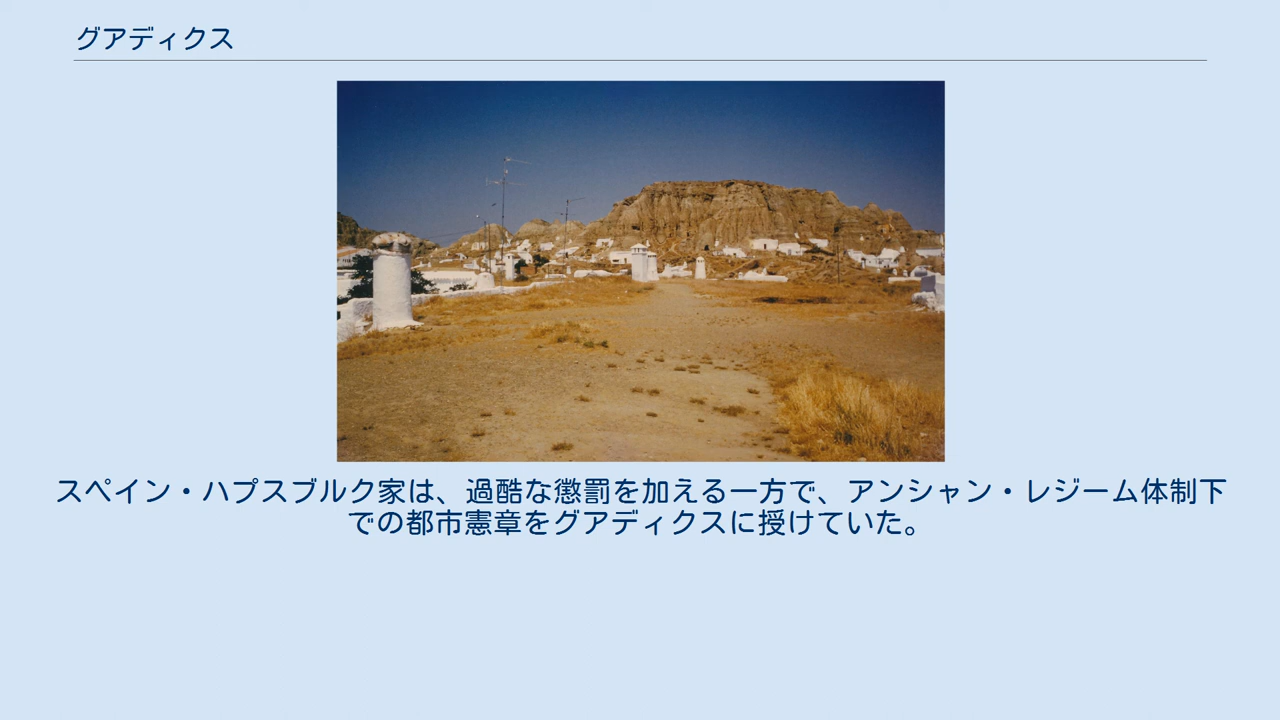 グアディクス
スペイン・ハプスブルク家は、過酷な懲罰を加える一方で、アンシャン・レジーム体制下
での都市憲章をグアディクスに授けていた。